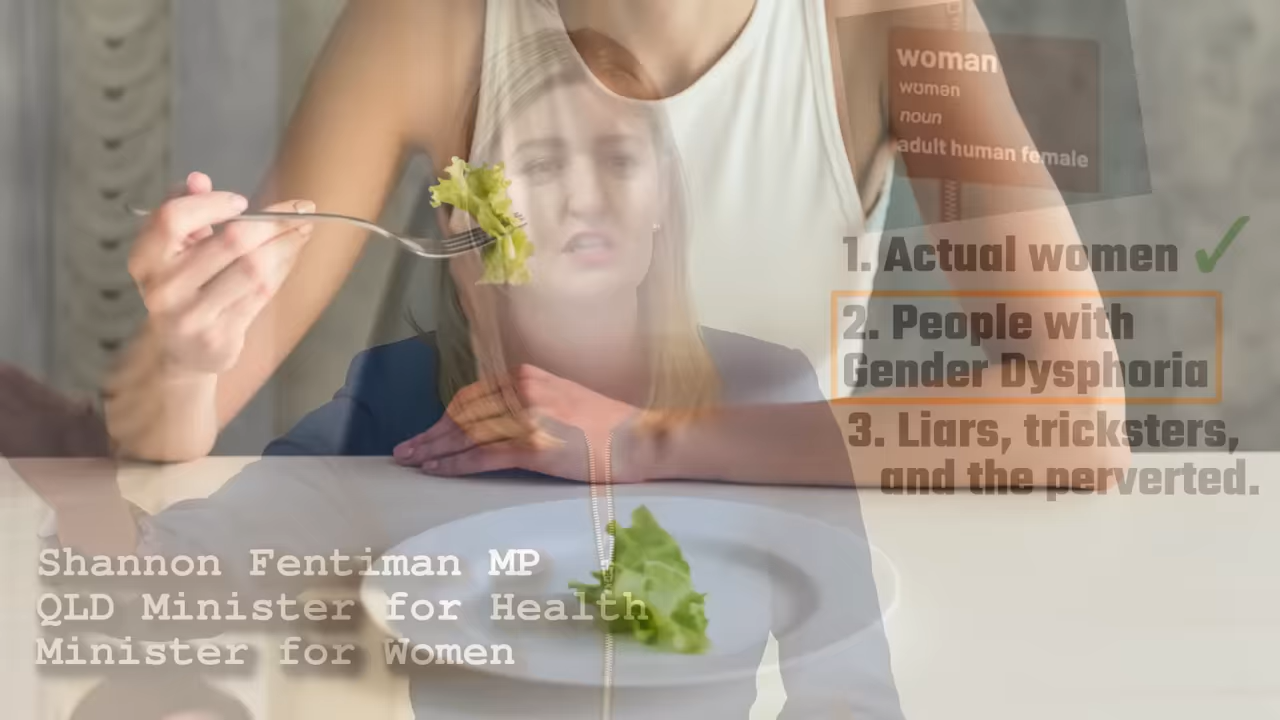 woman
wʊmən
noun
adult human female
1. Actual women
2. People with
Gender Dysphoria
3. Liars, tricksters,
and the perverted.
Shannon Fentiman MP
QLD Minister for Health
Minister for Women